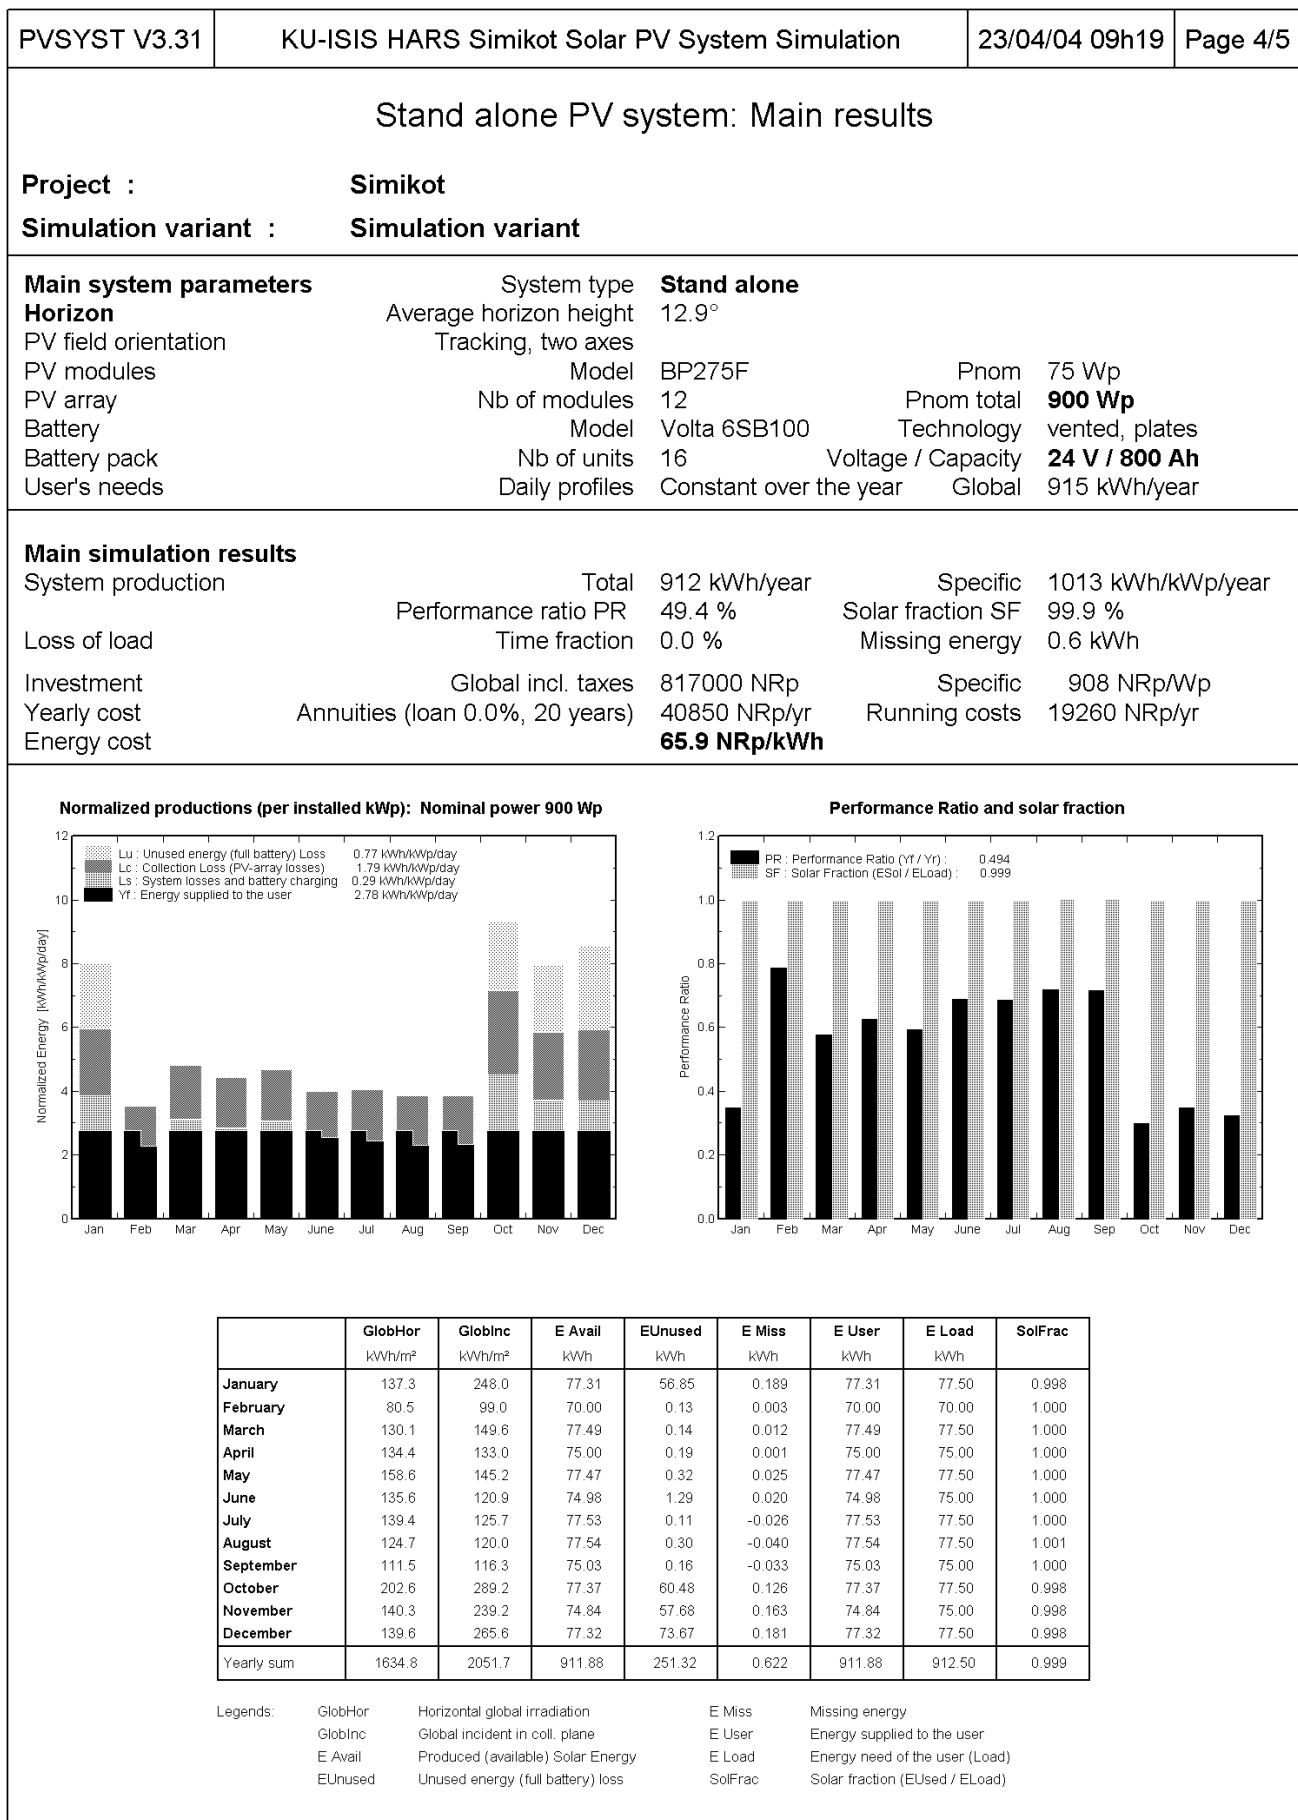 PVSYST V3.31 KU-ISIS HARS Simikot Solar PV System Simulation 23/04/04 09h19 Page 4/5
Stand alone PV system: Main results
Project : Simikot
Simulation variant : Simulation variant
Main system parameters System type Stand alone
Horizon Average horizon height 12.9°
PV field orientation Tracking, two axes
PV modules Model BP275F Pnom 75 Wp
PV array Nb of modules 12 Pnom total 900 Wp
Battery Model Volta 6SB100 Technology vented, plates
Battery pack Nb of units 16 Voltage / Capacity 24 V / 800 Ah
User's needs Daily profiles Constant over the year Global 915 kWh/year
Main simulation results
System production Total 912 kWh/year Specific 1013 kWh/kWp/year
Performance ratio PR 49.4 % Solar fraction SF 99.9 %
Loss of load Time fraction 0.0 % Missing energy 0.6 kWh
Investment Global incl. taxes 817000 NRp Specific 908 NRp/Wp
Yearly cost Annuities (loan 0.0%, 20 years) 40850 NRp/yr Running costs 19260 NRp/yr
Energy cost 65.9 NRp/kWh
Normalized productions (per installed kWp): Nominal power 900 Wp
12
10
8
6
4
2
0
Normalized Energy [kWh/kWp/day]
Lu : Unused energy (full battery) Loss 0.77 kWh/kWp/day
Lc : Collection Loss (PV-array losses) 1.79 kWh/kWp/day
Ls : System losses and battery charging 0.29 kWh/kWp/day
Yf : Energy supplied to the user 2.78 kWh/kWp/day
Jan Feb Mar Apr May June Jul Aug Sep Oct Nov Dec
Performance Ratio and solar fraction
1.2
1.0
0.8
0.6
0.4
0.2
0.0
Performance Ratio
PR : Performance Ratio (Yf / Yr) : 0.494
SF : Solar Fraction (ESol / ELoad) : 0.999
Jan Feb Mar Apr May June Jul Aug Sep Oct Nov Dec
GlobHor GlobInc E Avail EUnused E Miss E User E Load SolFrac
kWh/m² kWh/m² kWh kWh kWh kWh kWh
January 137.3 248.0 77.31 56.85 0.189 77.31 77.50 0.998
February 80.5 99.0 70.00 0.13 0.003 70.00 70.00 1.000
March 130.1 149.6 77.49 0.14 0.012 77.49 77.50 1.000
April 134.4 133.0 75.00 0.19 0.001 75.00 75.00 1.000
May 158.6 145.2 77.47 0.32 0.025 77.47 77.50 1.000
June 135.6 120.9 74.98 1.29 0.020 74.98 75.00 1.000
July 139.4 125.7 77.53 0.11 -0.026 77.53 77.50 1.000
August 124.7 120.0 77.54 0.30 -0.040 77.54 77.50 1.001
September 111.5 116.3 75.03 0.16 -0.033 75.03 75.00 1.000
October 202.6 289.2 77.37 60.48 0.126 77.37 77.50 0.998
November 140.3 239.2 74.84 57.68 0.163 74.84 75.00 0.998
December 139.6 265.6 77.32 73.67 0.181 77.32 77.50 0.998
Yearly sum 1634.8 2051.7 911.88 251.32 0.622 911.88 912.50 0.999
Legends: GlobHor Horizontal global irradiation E Miss Missing energy
GlobInc Global incident in coll. plane E User Energy supplied to the user
E Avail Produced (available) Solar Energy E Load Energy need of the user (Load)
EUnused Unused energy (full battery) loss SolFrac Solar fraction (EUsed / ELoad)